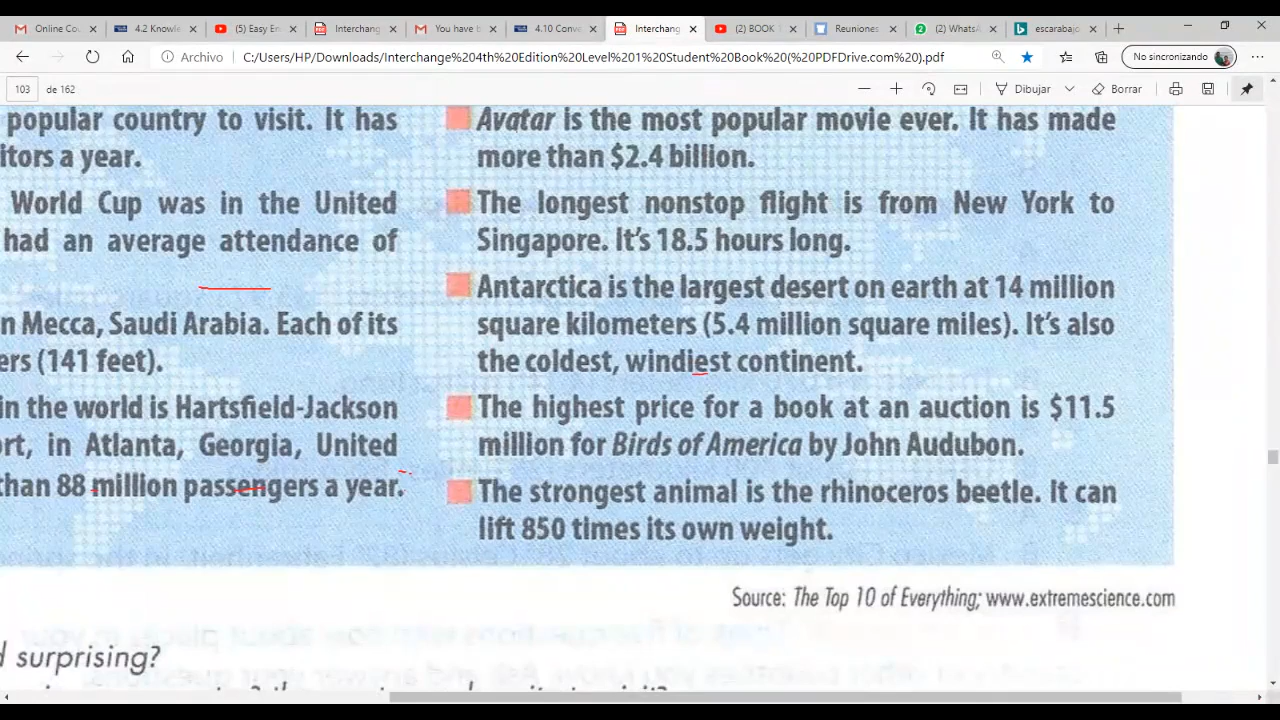 Online Co
4.2 Knowle
(5) Easy En
Interchang
You have
4.10 Conv
Interchang
(2) BOOK
Reuniones
(2) WhatsA
escarabajo
Archivo
C:/Users/HP/Downloads/Interchange%204th%20Edition%20Level%201%20Student%20Book%20(%20PDFDrive.com%20).pdf
No sincronizando
103 de 162
Dibujar
Borrar
popular country to visit. It has
itors a year.
World Cup was in the United
had an average attendance of
n Mecca, Saudi Arabia. Each of its
ers (141 feet).
in the world is Hartsfield-Jackson
ort, in Atlanta, Georgia, United
than 88 million passengers a year.
Avatar is the most popular movie ever. It has made
more than $2.4 billion.
The longest nonstop flight is from New York to
Singapore. It's 18.5 hours long.
Antarctica is the largest desert on earth at 14 million
square kilometers (5.4 million square miles). It's also
the coldest, windiest continent.
The highest price for a book at an auction is $11.5
million for Birds of America by John Audubon.
The strongest animal is the rhinoceros beetle. It can
lift 850 times its own weight.
Source: The Top 10 of Everything; www.extremescience.com
d surprising?